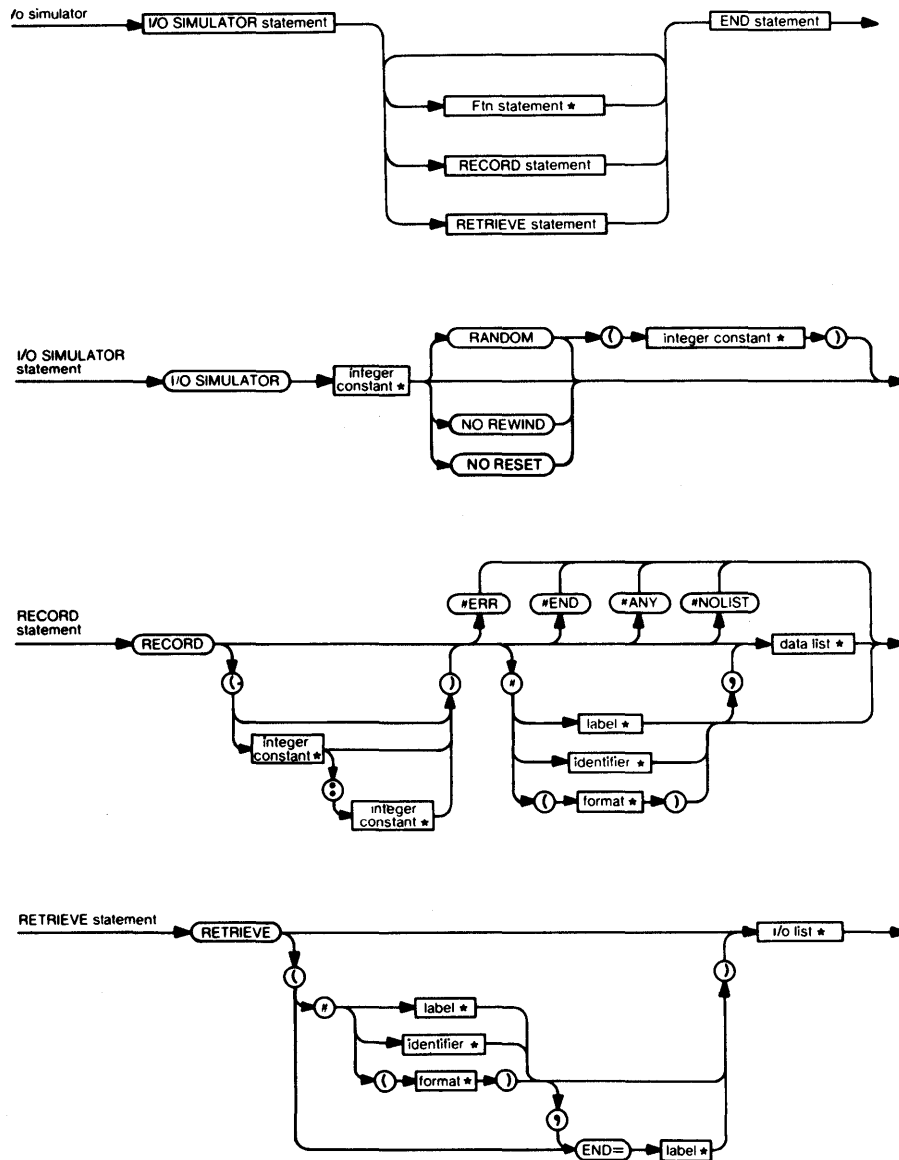 I/o simulator
I/O SIMULATOR statement
END statement
Ftn statement *
RECORD statement
RETRIEVE statement
I/O SIMULATOR
statement
I/O SIMULATOR
integer
constant *
RANDOM
(
integer constant *
)
NO REWIND
NO RESET
#ERR
#END
#ANY
#NOLIST
RECORD
statement
RECORD
data list *
(
)
#
,
label *
integer
constant *
identifier *
:
( format * )
integer
constant *
RETRIEVE statement
RETRIEVE
i/o list *
(
)
#
label *
identifier *
( format * )
,
END=
label *